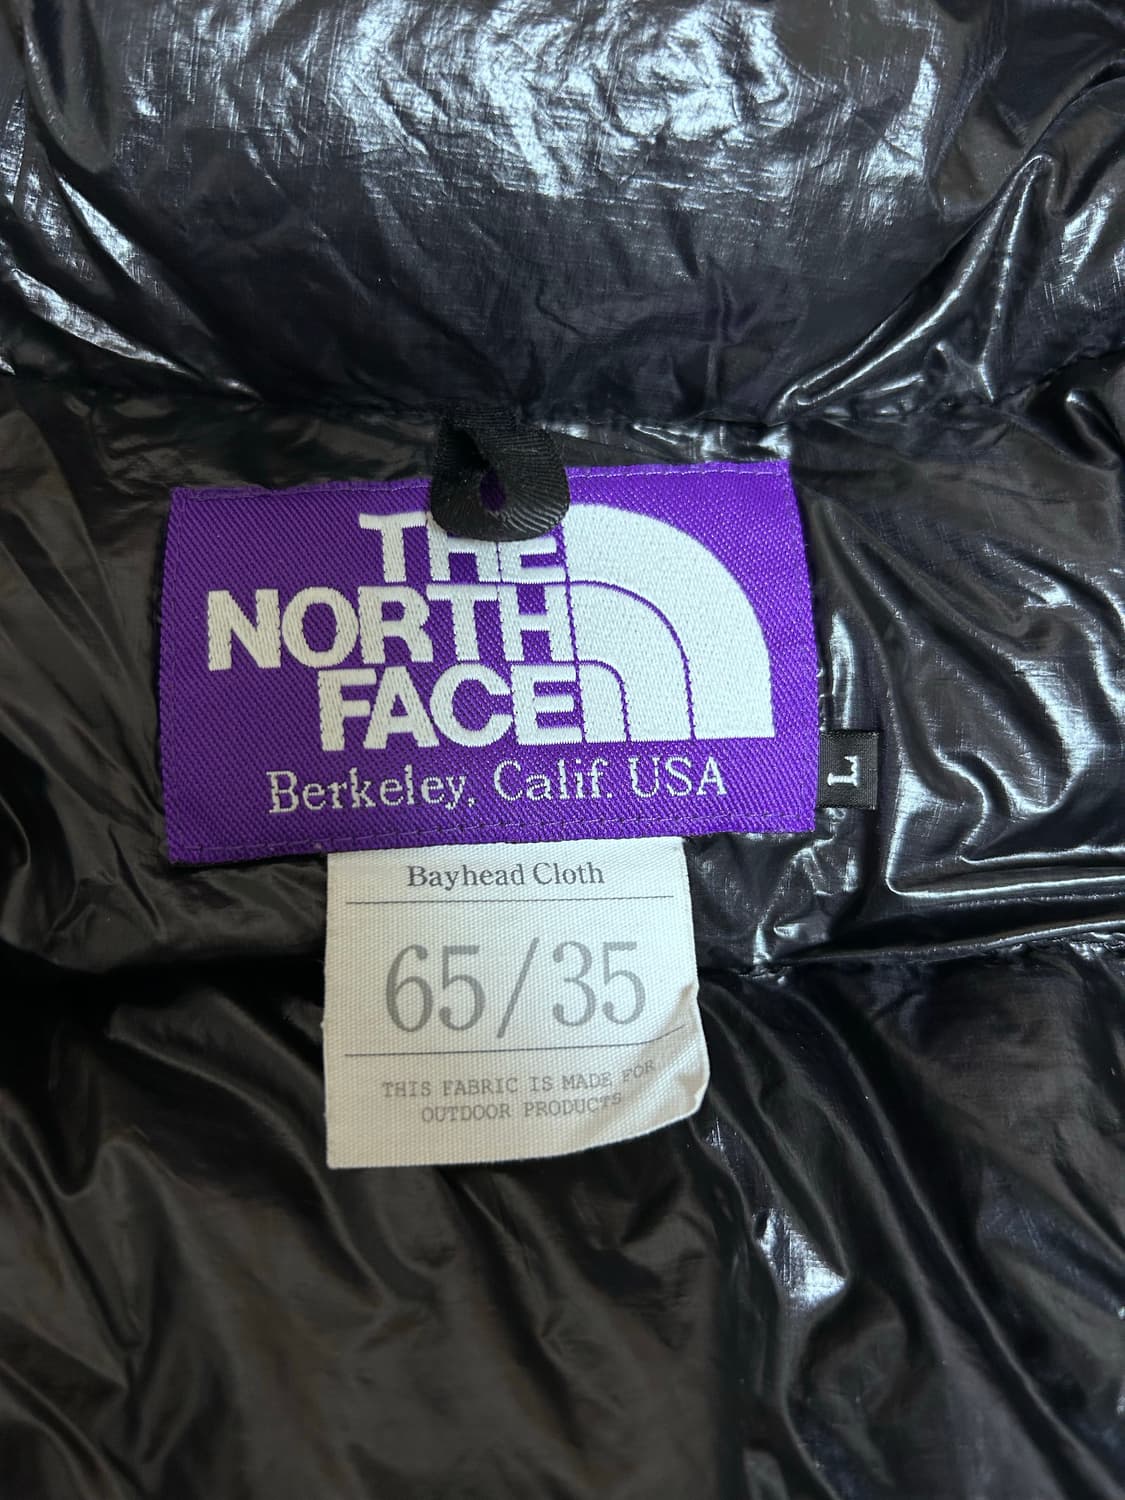 THE
NORTH
FACE
Berkeley, Calif. USA
L
Bayhead Cloth
65/35
THIS FABRIC IS MADE FOR
OUTDOOR PRODUCTS